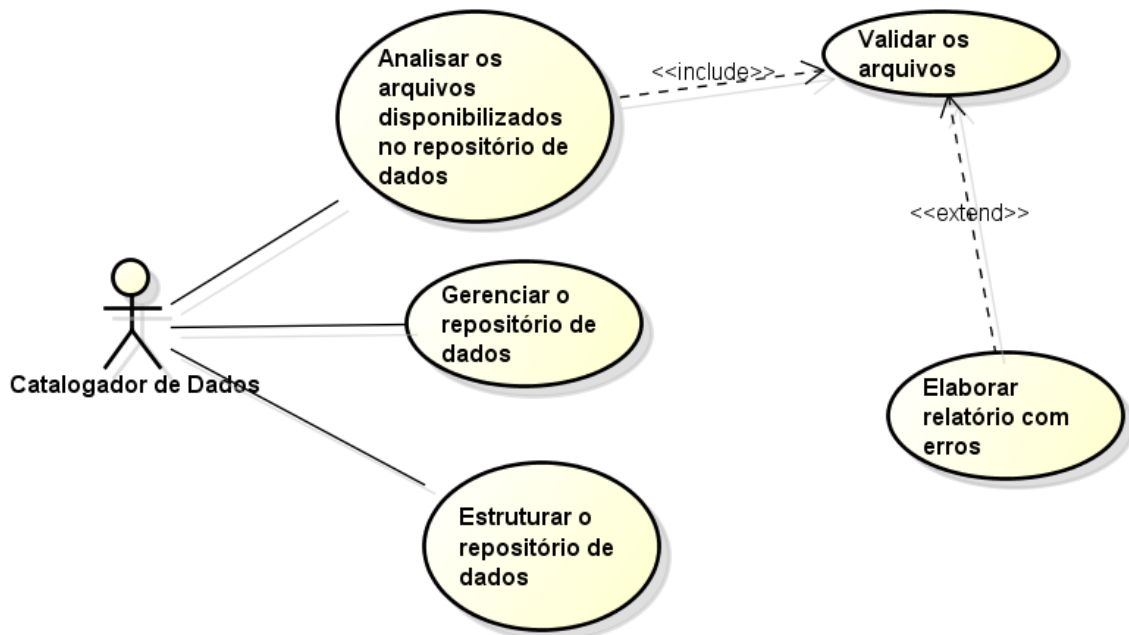 Analisar os
arquivos
disponibilizados
no repositório de
dados
<<include>>
Validar os
arquivos
<<extend>>
Gerenciar o
repositório de
dados
Catalogador de Dados
Elaborar
relatório com
erros
Estruturar o
repositório de
dados